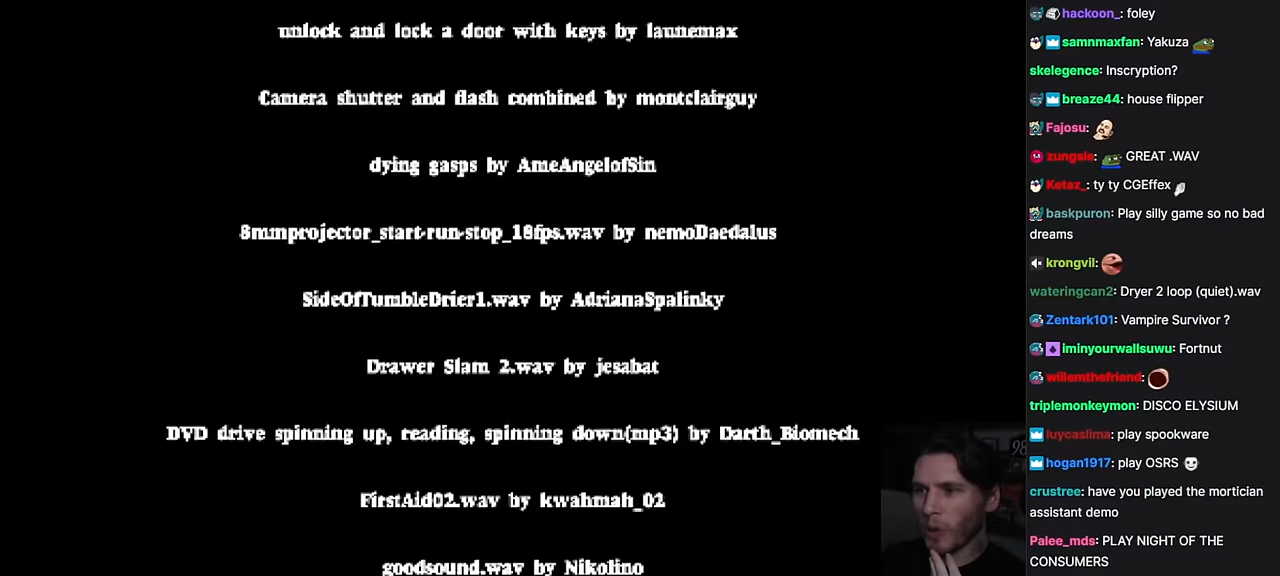 unlock and lock a door with keys by launemax
Camera shutter and flash combined by montclairguy
dying gasps by AmeAngelofSin
8mmprojector_start-run-stop_18fps.wav by nemoDaedalus
SideOfTumbleDrier1.wav by AdrianaSpalinky
Drawer Slam 2.wav by jesabat
DVD drive spinning up, reading, spinning down(mp3) by Darth_Biomech
FirstAid02.wav by kwahmah_02
goodsound.wav by Nikolino
98
hackoon_: foley
samnmaxfan: Yakuza
skelegence: Inscryption?
breaze44: house flipper
Fajosu:
zungais: GREAT .WAV
Ketaz_: ty ty CGEffex
baskpuron: Play silly game so no bad
dreams
krongvil:
wateringcan2: Dryer 2 loop (quiet).wav
Zentark101: Vampire Survivor ?
iminyourwallsuwu: Fortnut
willemthefriend:
triplemonkeymon: DISCO ELYSIUM
luycaslima: play spookware
hogan1917: play OSRS
crustree: have you played the mortician
assistant demo
Palee_mds: PLAY NIGHT OF THE
CONSUMERS